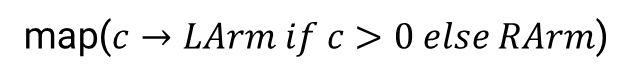 map(c → LArm if c > 0 else RArm)